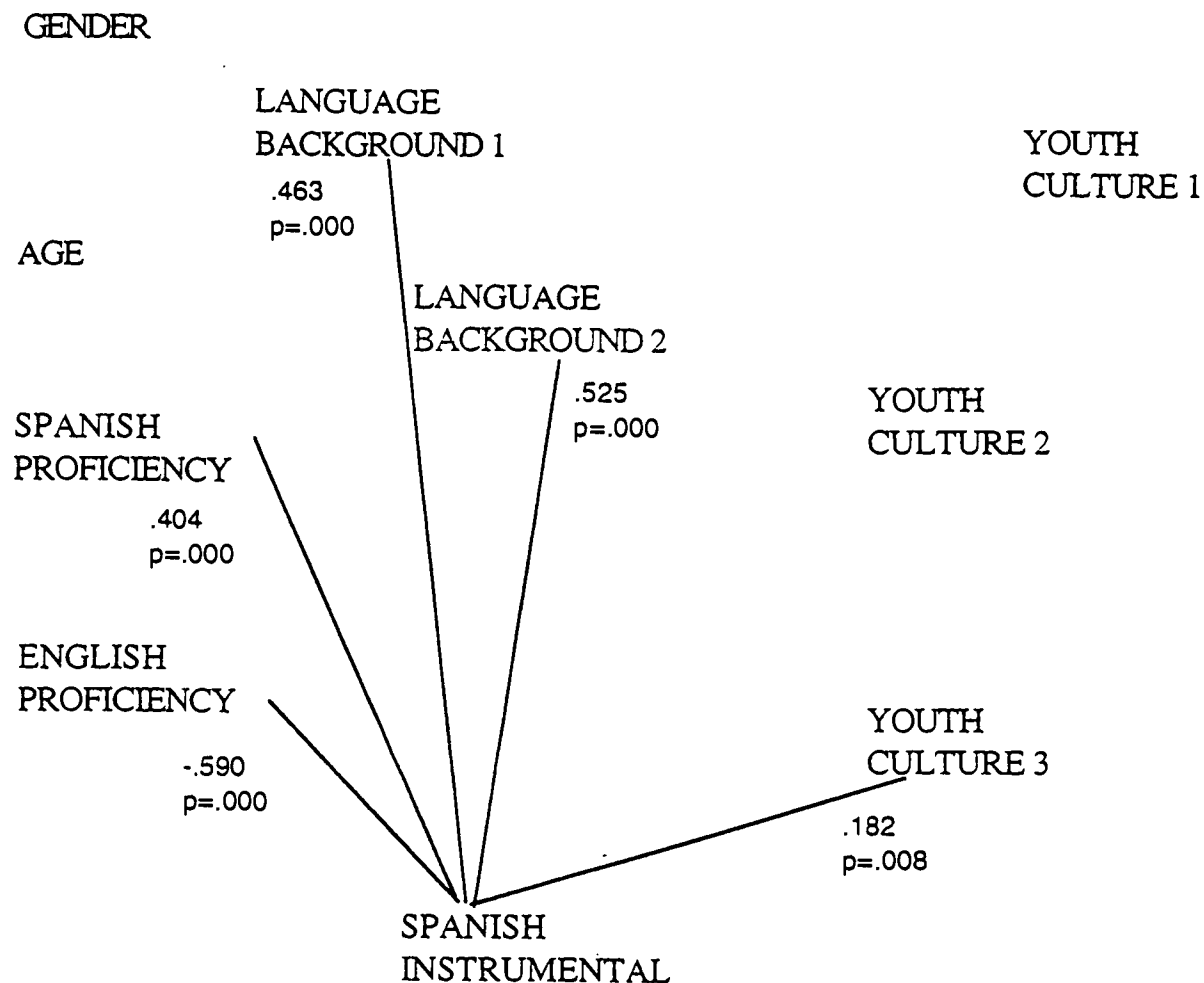 GENDER
LANGUAGE
BACKGROUND 1
.463
p=.000
YOUTH
CULTURE 1
AGE
LANGUAGE
BACKGROUND 2
.525
p=.000
YOUTH
CULTURE 2
SPANISH
PROFICIENCY
.404
p=.000
ENGLISH
PROFICIENCY
-.590
p=.000
YOUTH
CULTURE 3
.182
p=.008
SPANISH
INSTRUMENTAL